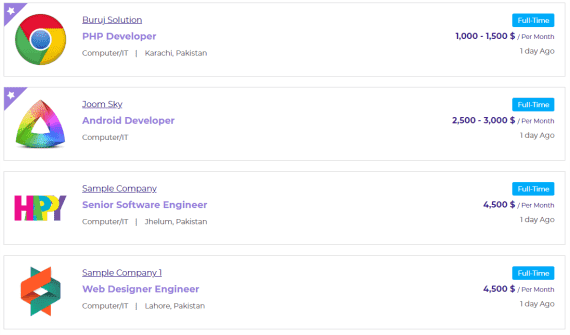 Buruj Solution
Full-Time
PHP Developer
1,000 - 1,500 $ / Per Month
Computer/IT | Karachi, Pakistan
1 day Ago
Joom Sky
Full-Time
Android Developer
2,500 - 3,000 $ / Per Month
Computer/IT
1 day Ago
HPPY
Sample Company
Full-Time
Senior Software Engineer
4,500 $ / Per Month
Computer/IT | Jhelum, Pakistan
1 day Ago
Sample Company 1
Full-Time
Web Designer Engineer
4,500 $ / Per Month
Computer/IT | Lahore, Pakistan
1 day Ago